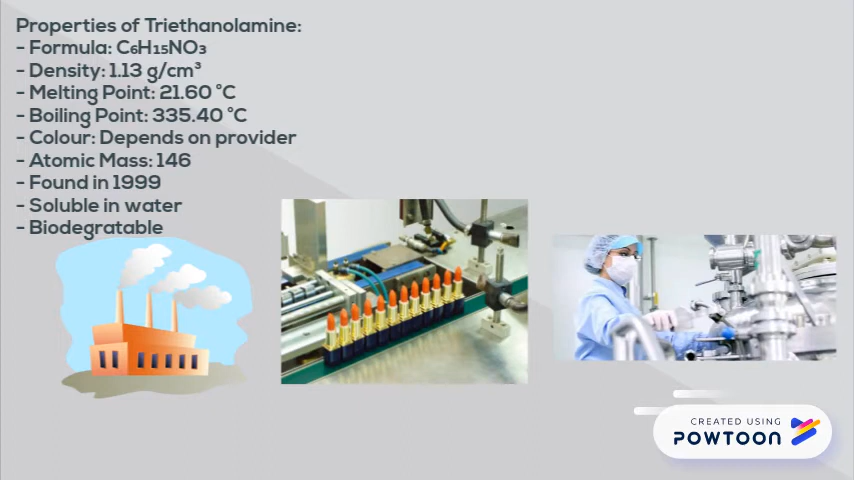 Properties of Triethanolamine:
- Formula: C₆H₁₅NO₃
- Density: 1.13 g/cm³
- Melting Point: 21.60 °C
- Boiling Point: 335.40 °C
- Colour: Depends on provider
- Atomic Mass: 146
- Found in 1999
- Soluble in water
- Biodegratable
CREATED USING
POWTOON